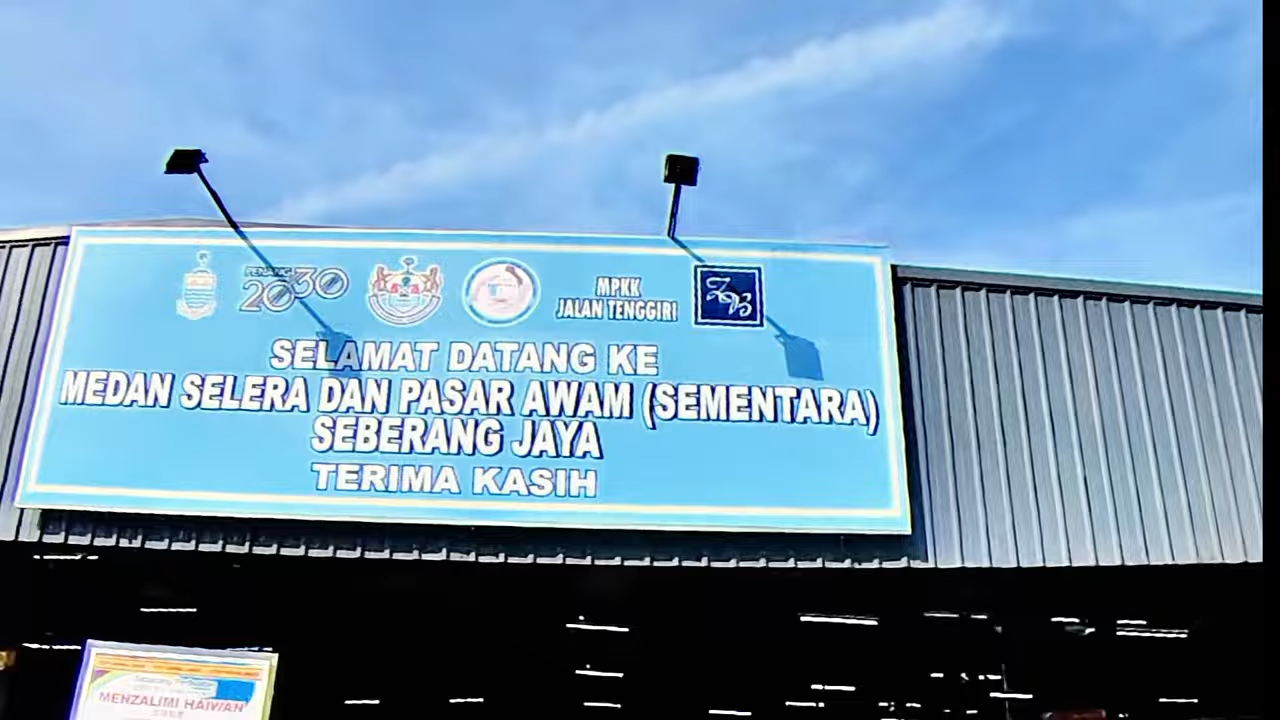 PENANG
2030
MPKK
JALAN TENGGIRI
ZB
SELAMAT DATANG KE
MEDAN SELERA DAN PASAR AWAM (SEMENTARA)
SEBERANG JAYA
TERIMA KASIH
MENZALIMI HAIWAN